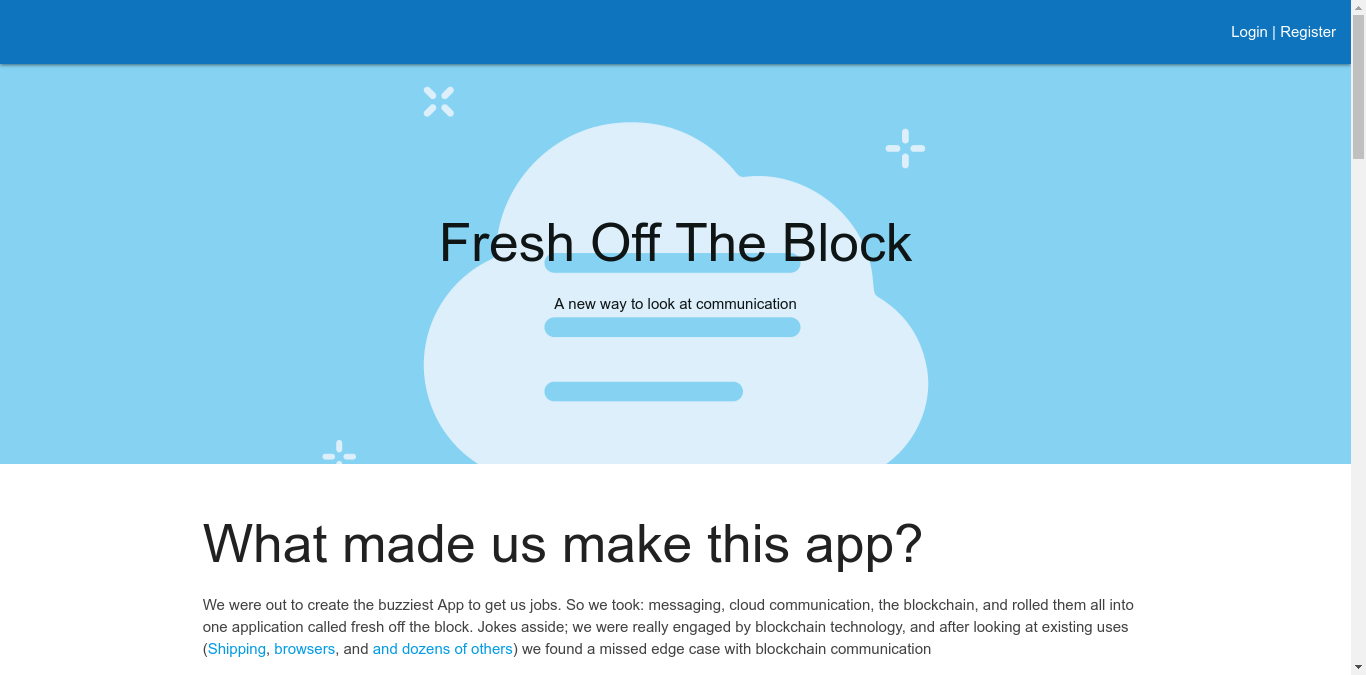 Login | Register
Fresh Off The Block
A new way to look at communication
What made us make this app?
We were out to create the buzziest App to get us jobs. So we took: messaging, cloud communication, the blockchain, and rolled them all into
one application called fresh off the block. Jokes asside; we were really engaged by blockchain technology, and after looking at existing uses
(Shipping, browsers, and and dozens of others) we found a missed edge case with blockchain communication